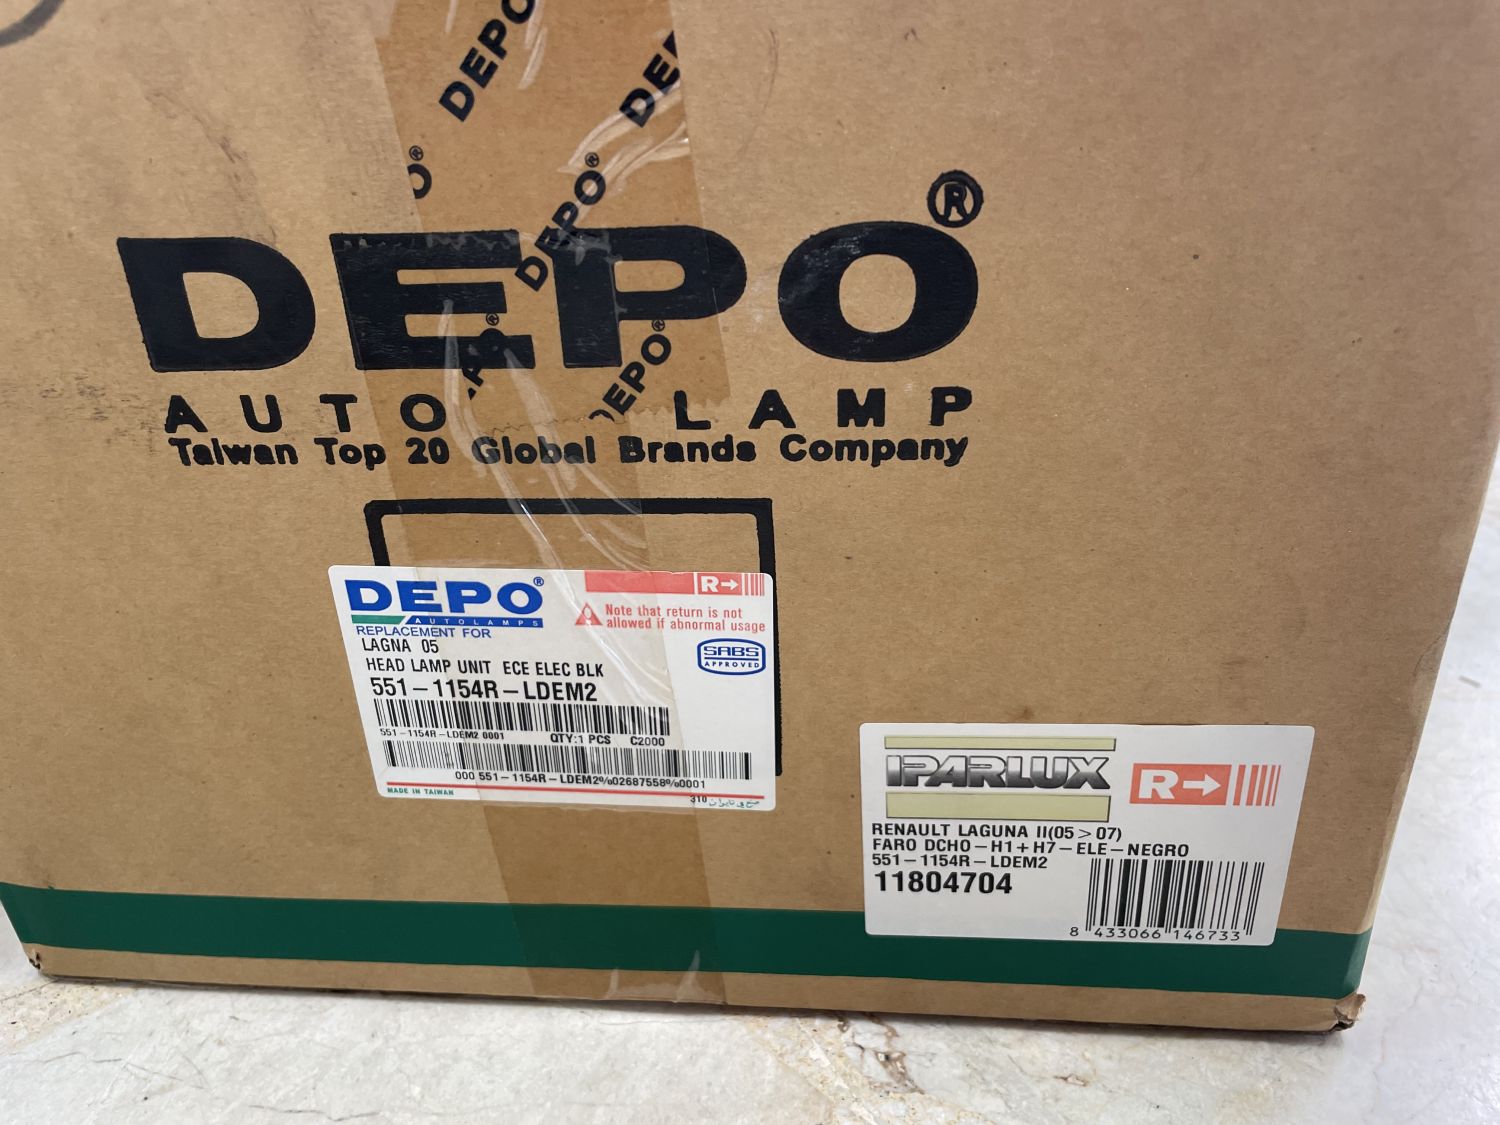 DEPO
DEPO
DEPO®
DEPO®
DEPO®
DEPO®
AUTO LAMP
Taiwan Top 20 Global Brands Company
DEPO®
AUTOLAMPS
REPLACEMENT FOR
R→
Note that return is not
allowed if abnormal usage
LAGNA 05
HEAD LAMP UNIT ECE ELEC BLK
551-1154R-LDEM2
SABS
APPROVED
551-1154R-LDEM2 0001 QTY:1 PCS C2000
000 551-1154R-LDEM2%02687558%0001
MADE IN TAIWAN
310
IPARLUX
R→
RENAULT LAGUNA II(05>07)
FARO DCHO-H1+H7-ELE-NEGRO
551-1154R-LDEM2
11804704
8 433066 146733